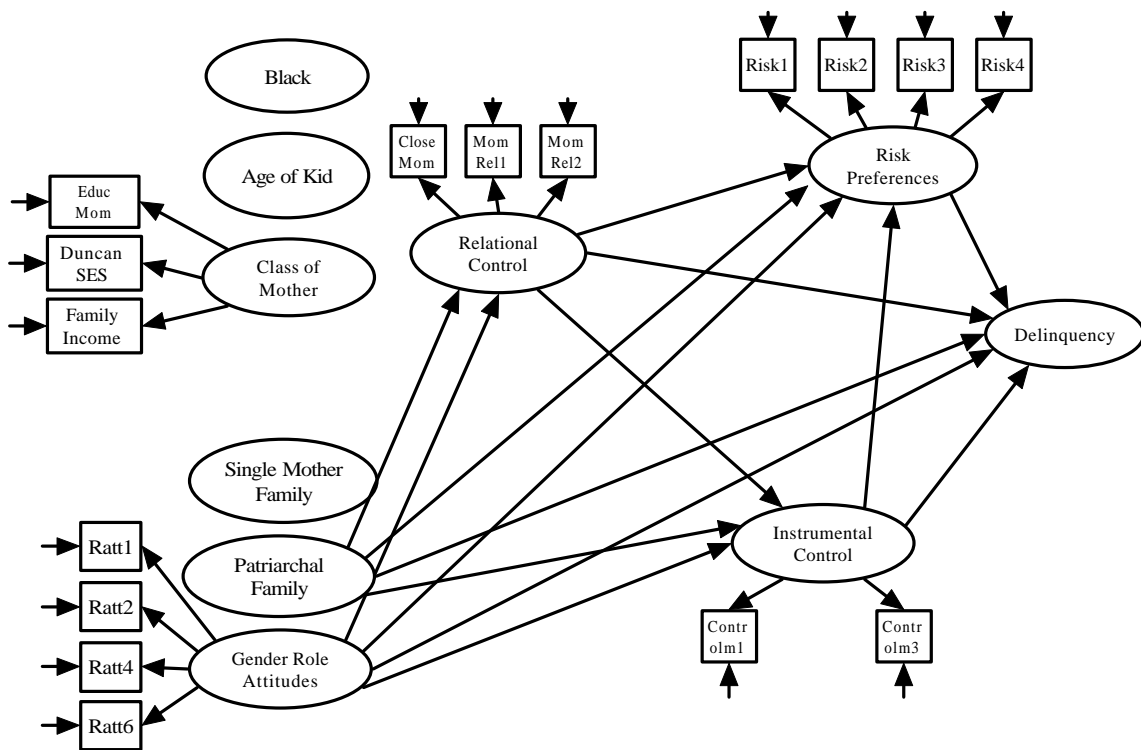 Black
Age of Kid
Educ
Mom
Duncan
SES
Family
Income
Class of
Mother
Close
Mom
Mom
Rel1
Mom
Rel2
Relational
Control
Risk1
Risk2
Risk3
Risk4
Risk
Preferences
Delinquency
Single Mother
Family
Patriarchal
Family
Ratt1
Ratt2
Ratt4
Ratt6
Gender Role
Attitudes
Instrumental
Control
Contr
olm1
Contr
olm3